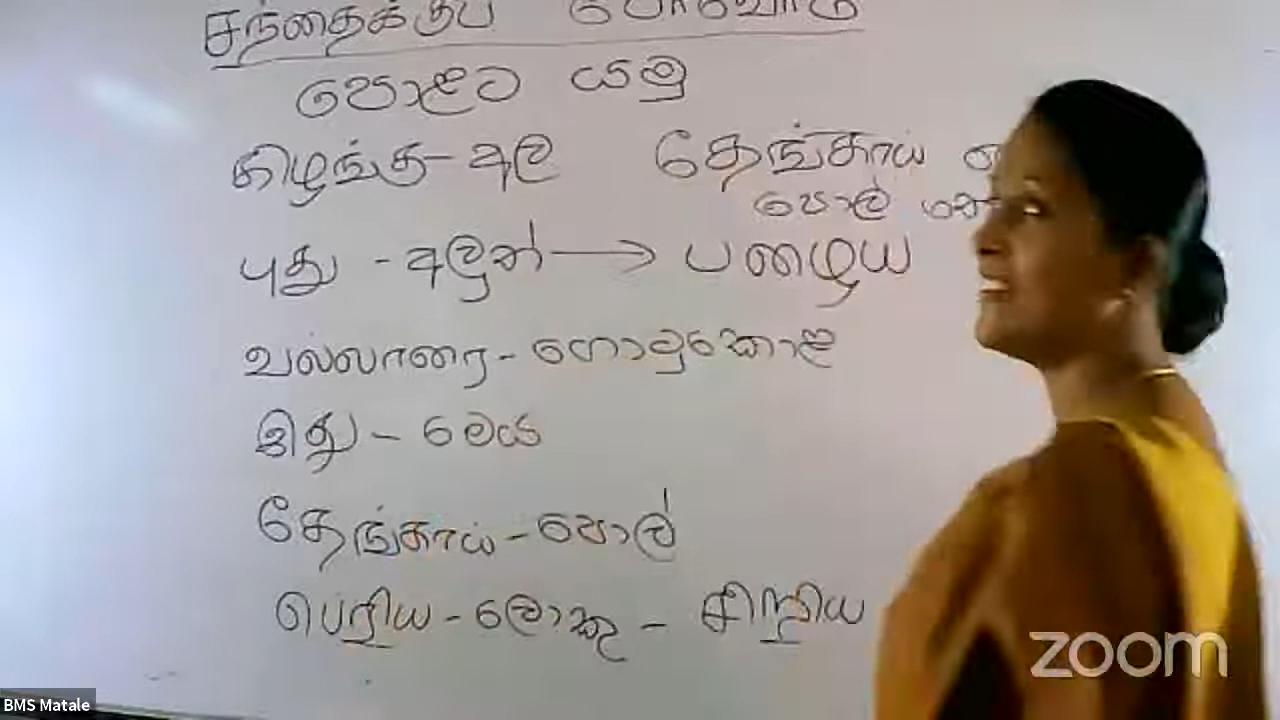 சந்தைக்குப் போவோம்
පොළට යමු
கிழங்கு - අල தேங்காய்
පොල්
புது - අලුත් → பழைய
வல்லாரை - ගොටුකොළ
இது - මෙය
தேங்காய் - පොල්
பெரிய - ලොකු - சிறிய
zoom
BMS Matale